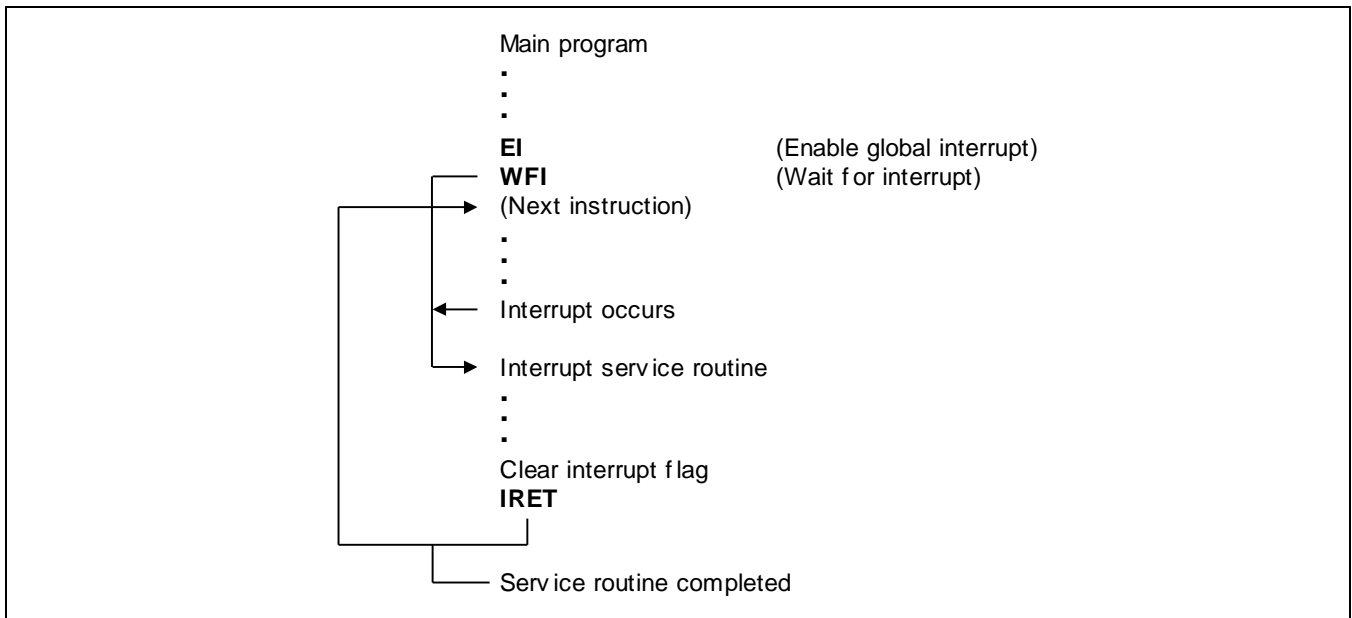 Main program
.
.
.
EI (Enable global interrupt)
WFI (Wait for interrupt)
(Next instruction)
.
.
.
Interrupt occurs
Interrupt service routine
.
.
.
Clear interrupt flag
IRET
Service routine completed